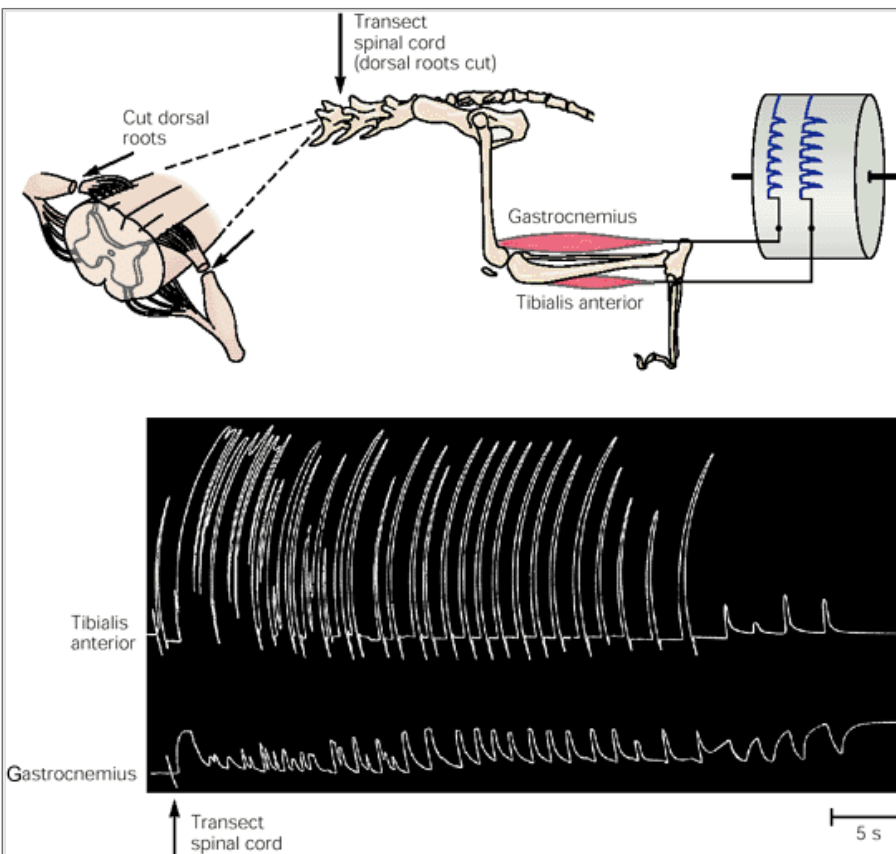 Transect
spinal cord
(dorsal roots cut)
Cut dorsal
roots
Gastrocnemius
Tibialis anterior
Tibialis
anterior
Gastrocnemius
Transect
spinal cord
5 s